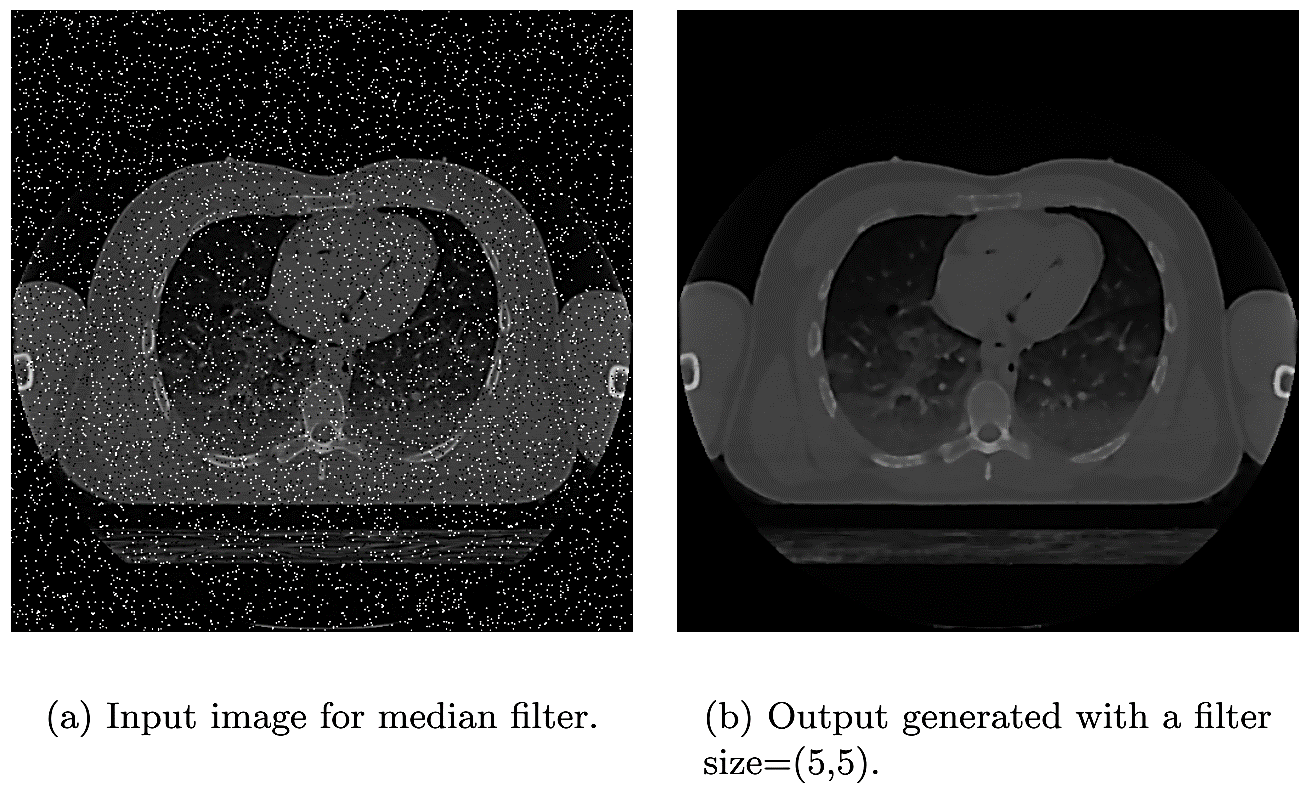 (a) Input image for median filter.
(b) Output generated with a filter
size=(5,5).